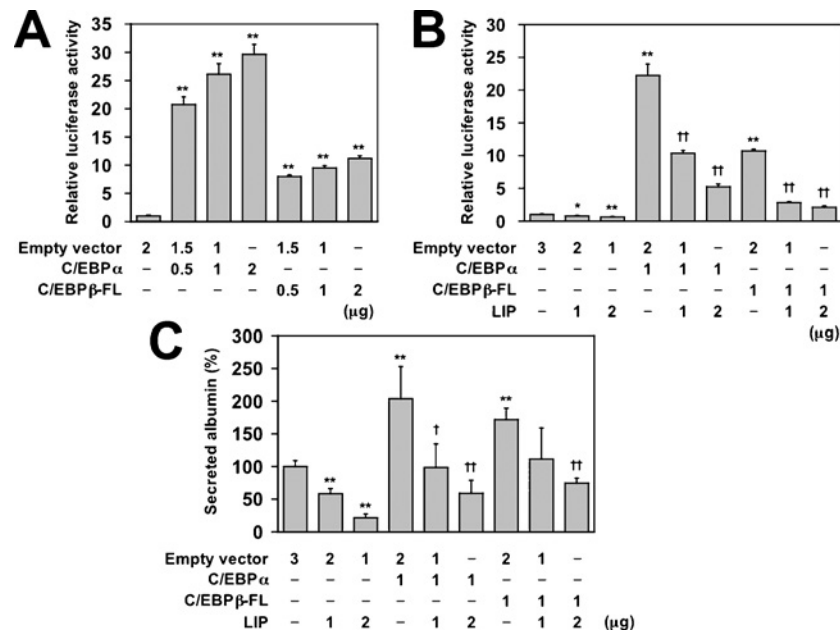 A
Relative luciferase activity
35
30
25
20
15
10
5
0
** ** ** ** ** **
Empty vector 2 1.5 1 – 1.5 1 –
C/EBPα – 0.5 1 2 – – –
C/EBPβ-FL – – – – 0.5 1 2
(μg)
B
Relative luciferase activity
30
25
20
15
10
5
0
* ** ** †† †† ** †† ††
Empty vector 3 2 1 2 1 – 2 1 –
C/EBPα – – – 1 1 1 – – –
C/EBPβ-FL – – – – – – 1 1 1
LIP – 1 2 – 1 2 – 1 2
(μg)
C
Secreted albumin (%)
300
250
200
150
100
50
0
** ** ** † †† ** ††
Empty vector 3 2 1 2 1 – 2 1 –
C/EBPα – – – 1 1 1 – – –
C/EBPβ-FL – – – – – – 1 1 1
LIP – 1 2 – 1 2 – 1 2 (μg)